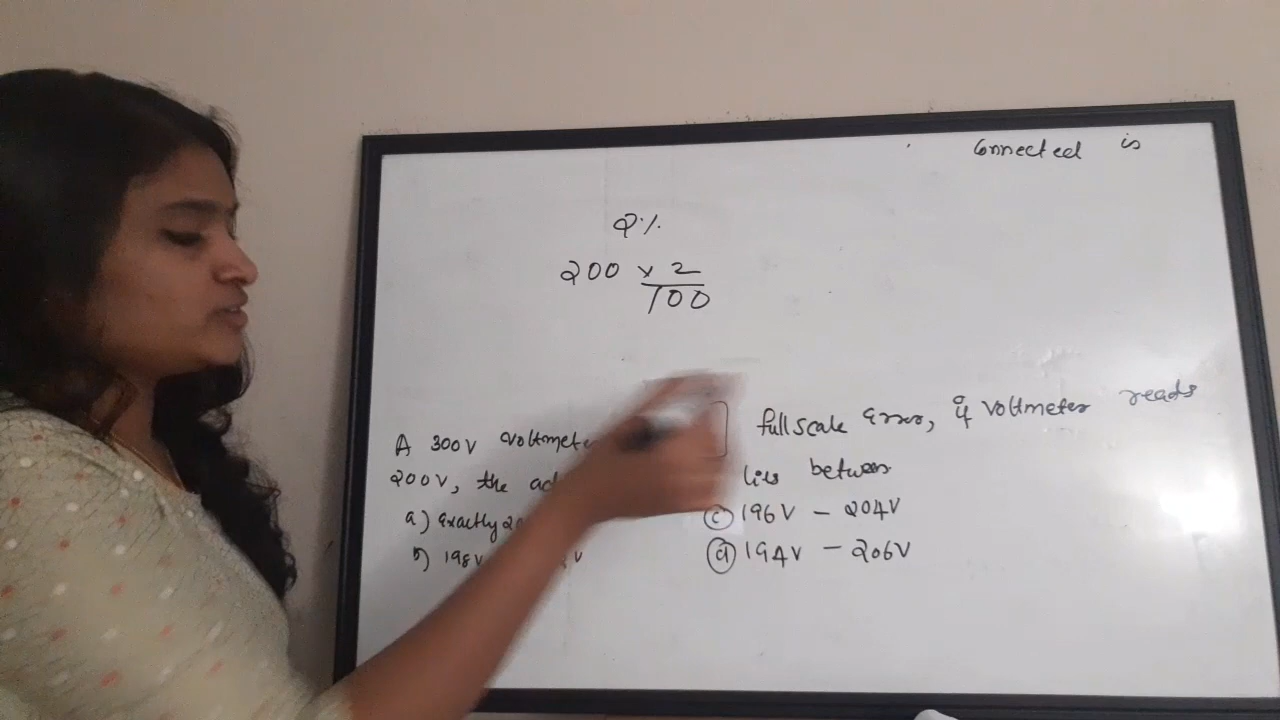 Connected is
2%
200 x 2
100
A 300V voltmeter full scale Error, if voltmeter reads
200V, the lies between
a) Exactly
b) 198V V
c) 196V - 204V
d) 194V - 206V